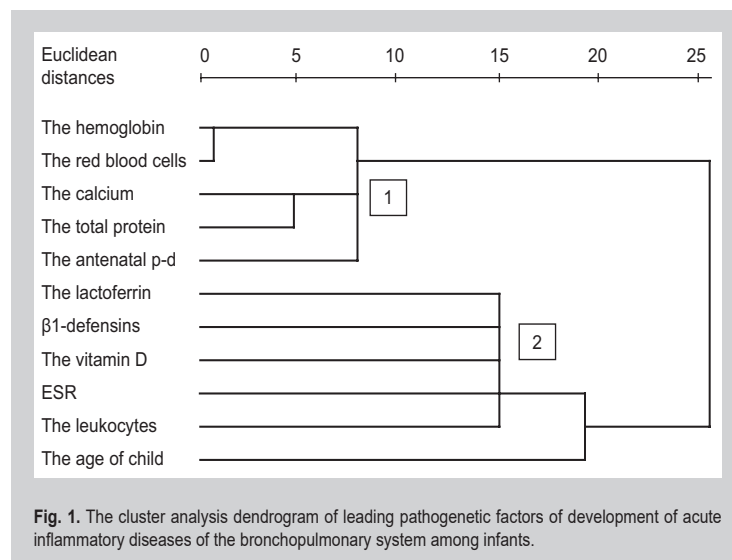 Euclidean 0 5 10 15 20 25
distances
The hemoglobin
The red blood cells
The calcium
1
The total protein
The antenatal p-d
The lactoferrin
β1-defensins
2
The vitamin D
ESR
The leukocytes
The age of child
Fig. 1. The cluster analysis dendrogram of leading pathogenetic factors of development of acute
inflammatory diseases of the bronchopulmonary system among infants.